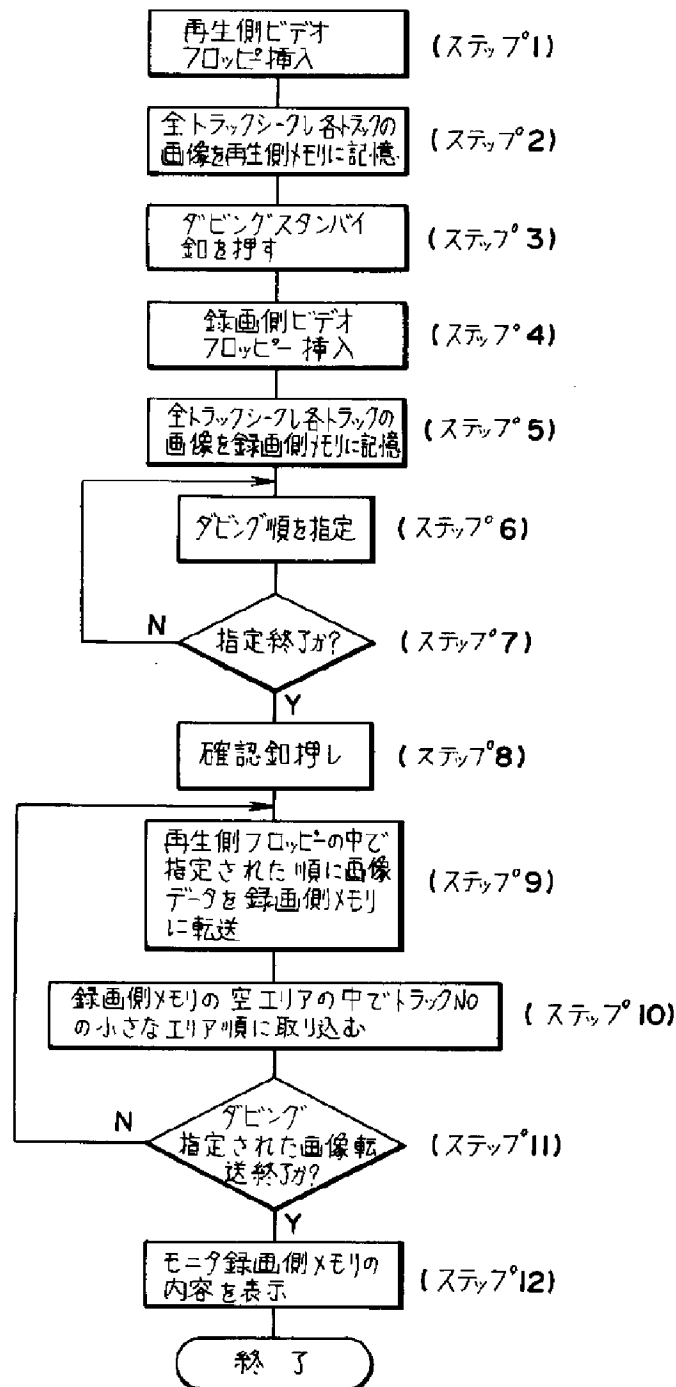 再生側ビデオ
フロッピ挿入
(ステップ1)
全トラックシークし各トラックの
画像を再生側メモリに記憶
(ステップ2)
ダビングスタンバイ
釦を押す
(ステップ3)
録画側ビデオ
フロッピー挿入
(ステップ4)
全トラックシークし各トラックの
画像を録画側メモリに記憶
(ステップ5)
ダビング順を指定
(ステップ6)
N
指定終了か?
(ステップ7)
Y
確認釦押し
(ステップ8)
再生側フロッピーの中で
指定された順に画像
データを録画側メモリ
に転送
(ステップ9)
録画側メモリの空エリアの中でトラックNO
の小さなエリア順に取り込む
(ステップ10)
N
ダビング
指定された画像転
送終了か?
(ステップ11)
Y
モニタ録画側メモリの
内容を表示
(ステップ12)
終了